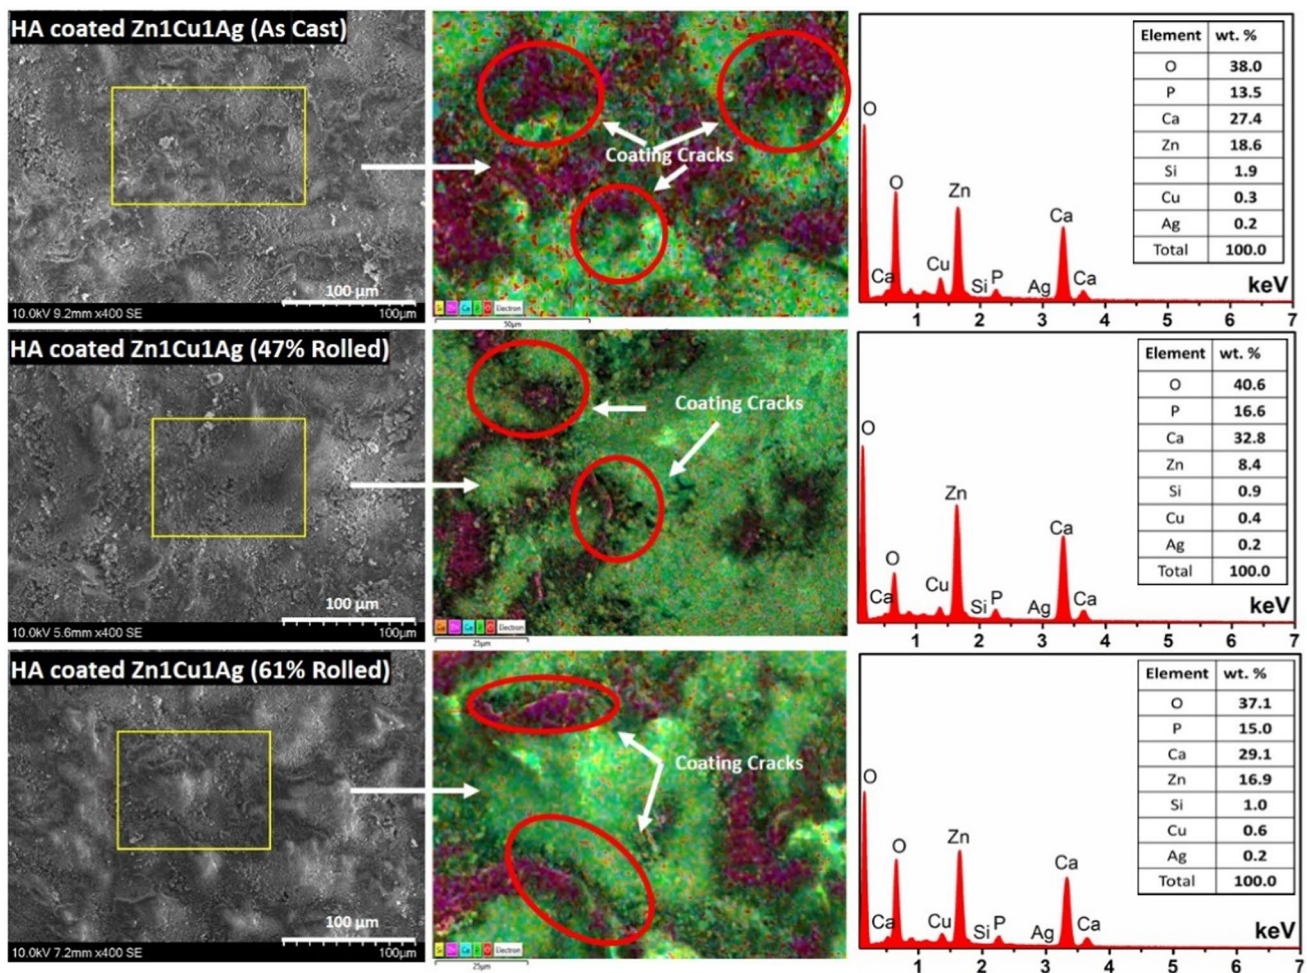 HA coated Zn1Cu1Ag (As Cast)
10.0kV 9.2mm x400 SE
100 µm
100µm
Coating Cracks
Electron
50µm
O
O
Zn
Ca
Ca
Cu
Si
P
Ag
Ca
keV
1 2 3 4 5 6 7
Element wt. %
O 38.0
P 13.5
Ca 27.4
Zn 18.6
Si 1.9
Cu 0.3
Ag 0.2
Total 100.0
HA coated Zn1Cu1Ag (47% Rolled)
10.0kV 5.6mm x400 SE
100 µm
100µm
Coating Cracks
Electron
25µm
O
O
Zn
Ca
Ca
Cu
Si
P
Ag
Ca
keV
1 2 3 4 5 6 7
Element wt. %
O 40.6
P 16.6
Ca 32.8
Zn 8.4
Si 0.9
Cu 0.4
Ag 0.2
Total 100.0
HA coated Zn1Cu1Ag (61% Rolled)
10.0kV 7.2mm x400 SE
100 µm
100µm
Coating Cracks
Electron
25µm
O
O
Zn
Ca
Ca
Cu
Si
P
Ag
Ca
keV
1 2 3 4 5 6 7
Element wt. %
O 37.1
P 15.0
Ca 29.1
Zn 16.9
Si 1.0
Cu 0.6
Ag 0.2
Total 100.0